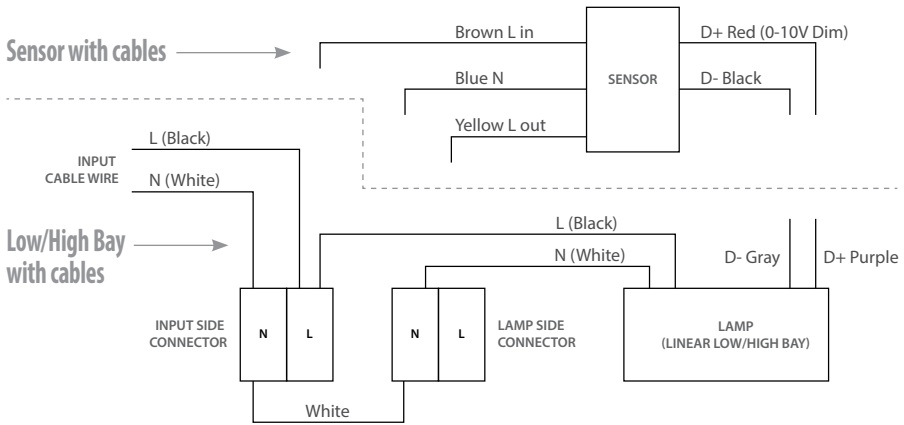 Sensor with cables
Brown L in
Blue N
Yellow L out
SENSOR
D+ Red (0-10V Dim)
D- Black
INPUT
CABLE WIRE
L (Black)
N (White)
Low/High Bay
with cables
L (Black)
N (White)
D- Gray
D+ Purple
INPUT SIDE
CONNECTOR
N
L
N
L
LAMP SIDE
CONNECTOR
LAMP
(LINEAR LOW/HIGH BAY)
White